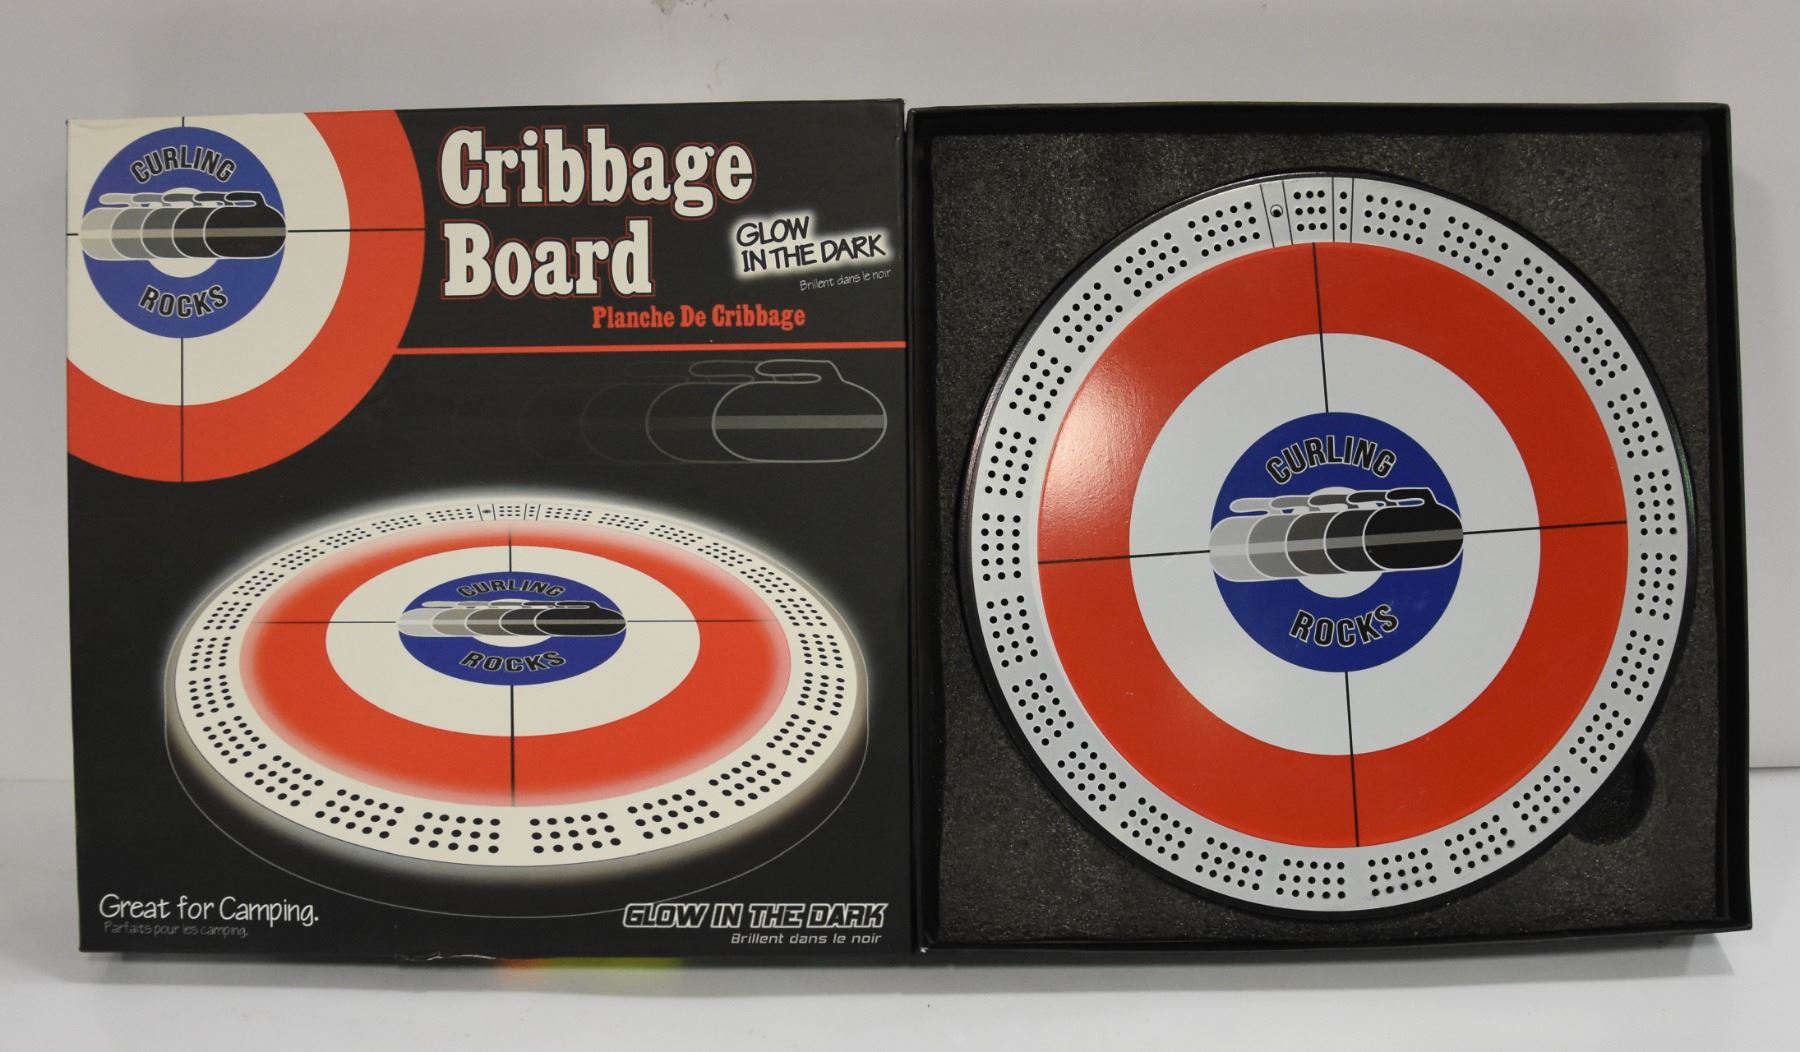 CURLING
ROCKS
Cribbage
Board
GLOW
IN THE DARK
Brillent dans le noir
Planche De Cribbage
CURLING
ROCKS
Great for Camping.
Parfaits pour les camping.
GLOW IN THE DARK
Brillent dans le noir
CURLING
ROCKS